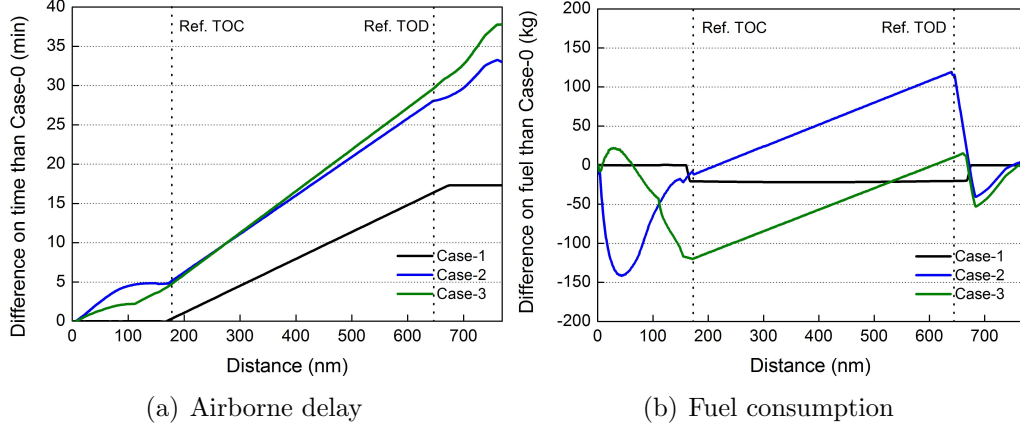 Difference on time than Case-0 (min)
40
35
30
25
20
15
10
5
0
Ref. TOC
Ref. TOD
Case-1
Case-2
Case-3
0 100 200 300 400 500 600 700
Distance (nm)
(a) Airborne delay
Difference on fuel than Case-0 (kg)
200
150
100
50
0
-50
-100
-150
-200
Ref. TOC
Ref. TOD
Case-1
Case-2
Case-3
0 100 200 300 400 500 600 700
Distance (nm)
(b) Fuel consumption